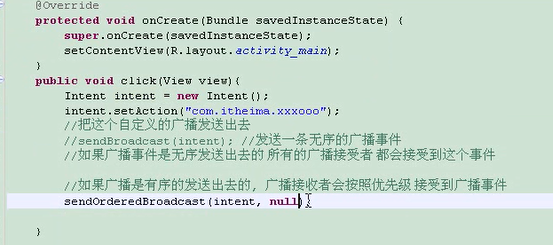 @Override
protected void onCreate(Bundle savedInstanceState) {
super.onCreate(savedInstanceState);
setContentView(R.layout.activity_main);
}
public void click(View view){
Intent intent = new Intent();
intent.setAction("com.itheima.xxxooo");
//把这个自定义的广播发送出去
//sendBroadcast(intent); //发送一条无序的广播事件
//如果广播事件是无序发送出去的 所有的广播接受者 都会接受到这个事件
//如果广播是有序的发送出去的, 广播接收者会按照优先级 接受到广播事件
sendOrderedBroadcast(intent, null);
}